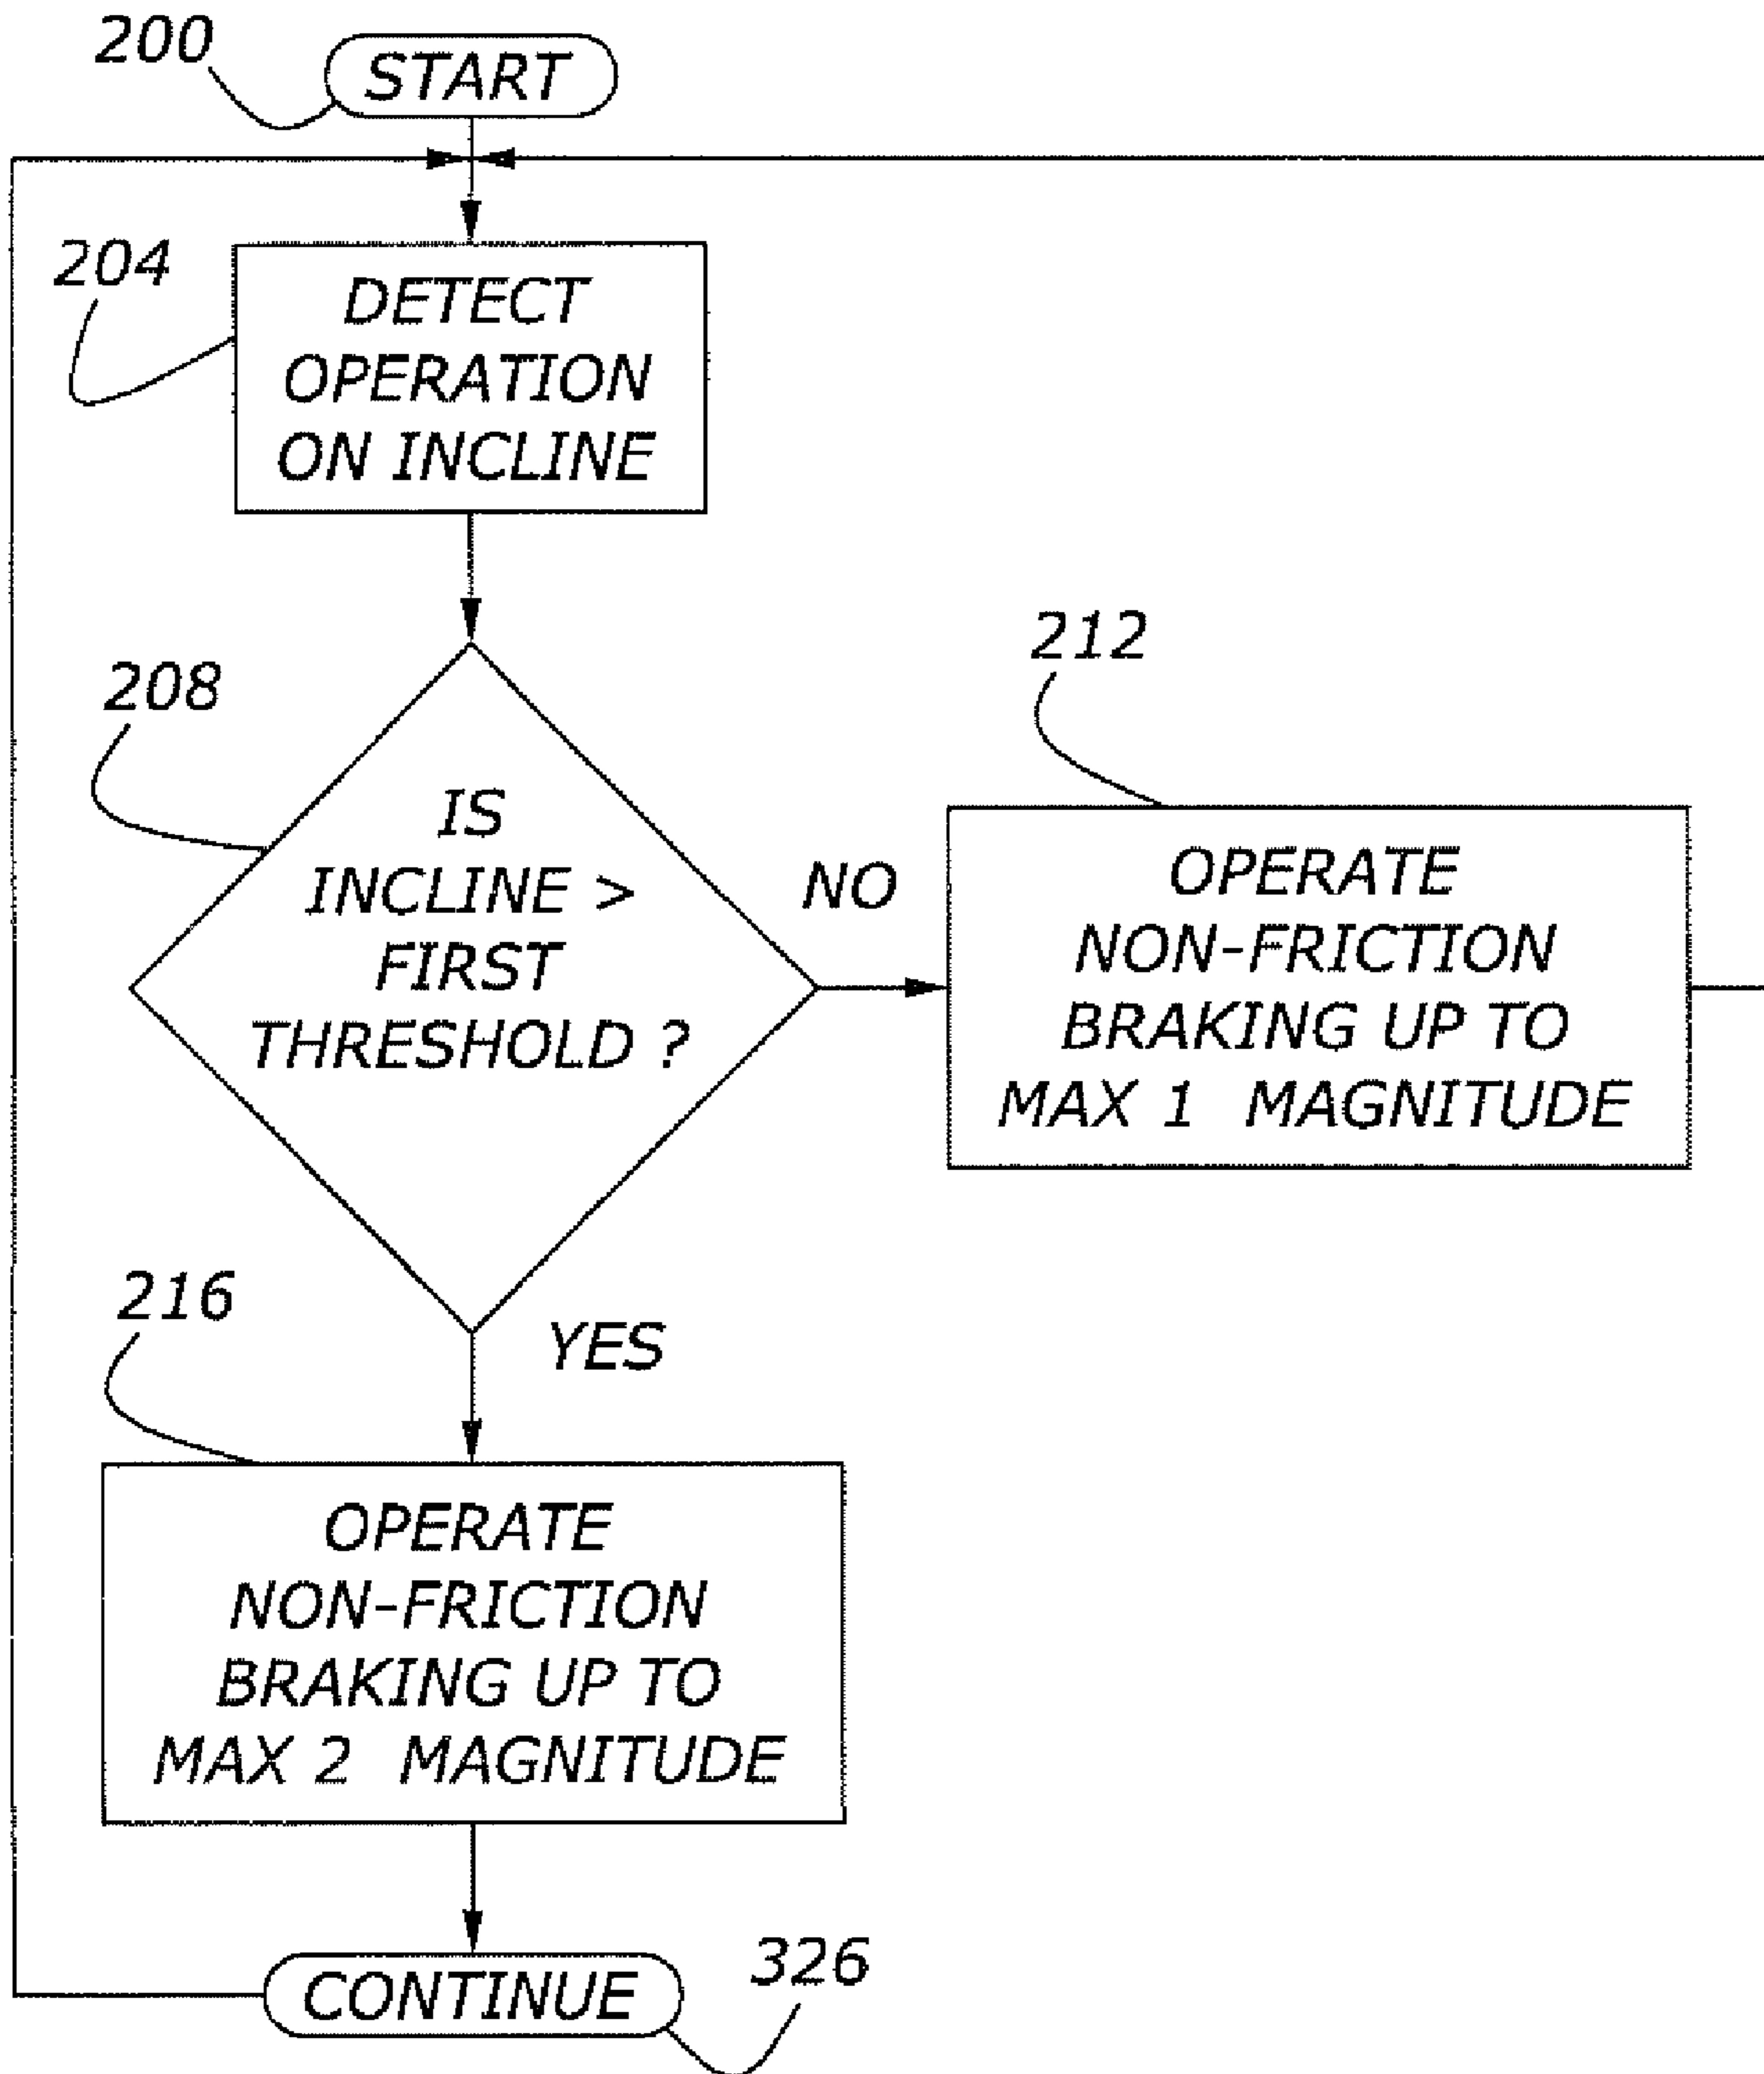 200
START
204
DETECT
OPERATION
ON INCLINE
208
IS
INCLINE >
FIRST
THRESHOLD ?
NO
212
OPERATE
NON-FRICTION
BRAKING UP TO
MAX 1 MAGNITUDE
YES
216
OPERATE
NON-FRICTION
BRAKING UP TO
MAX 2 MAGNITUDE
CONTINUE
326